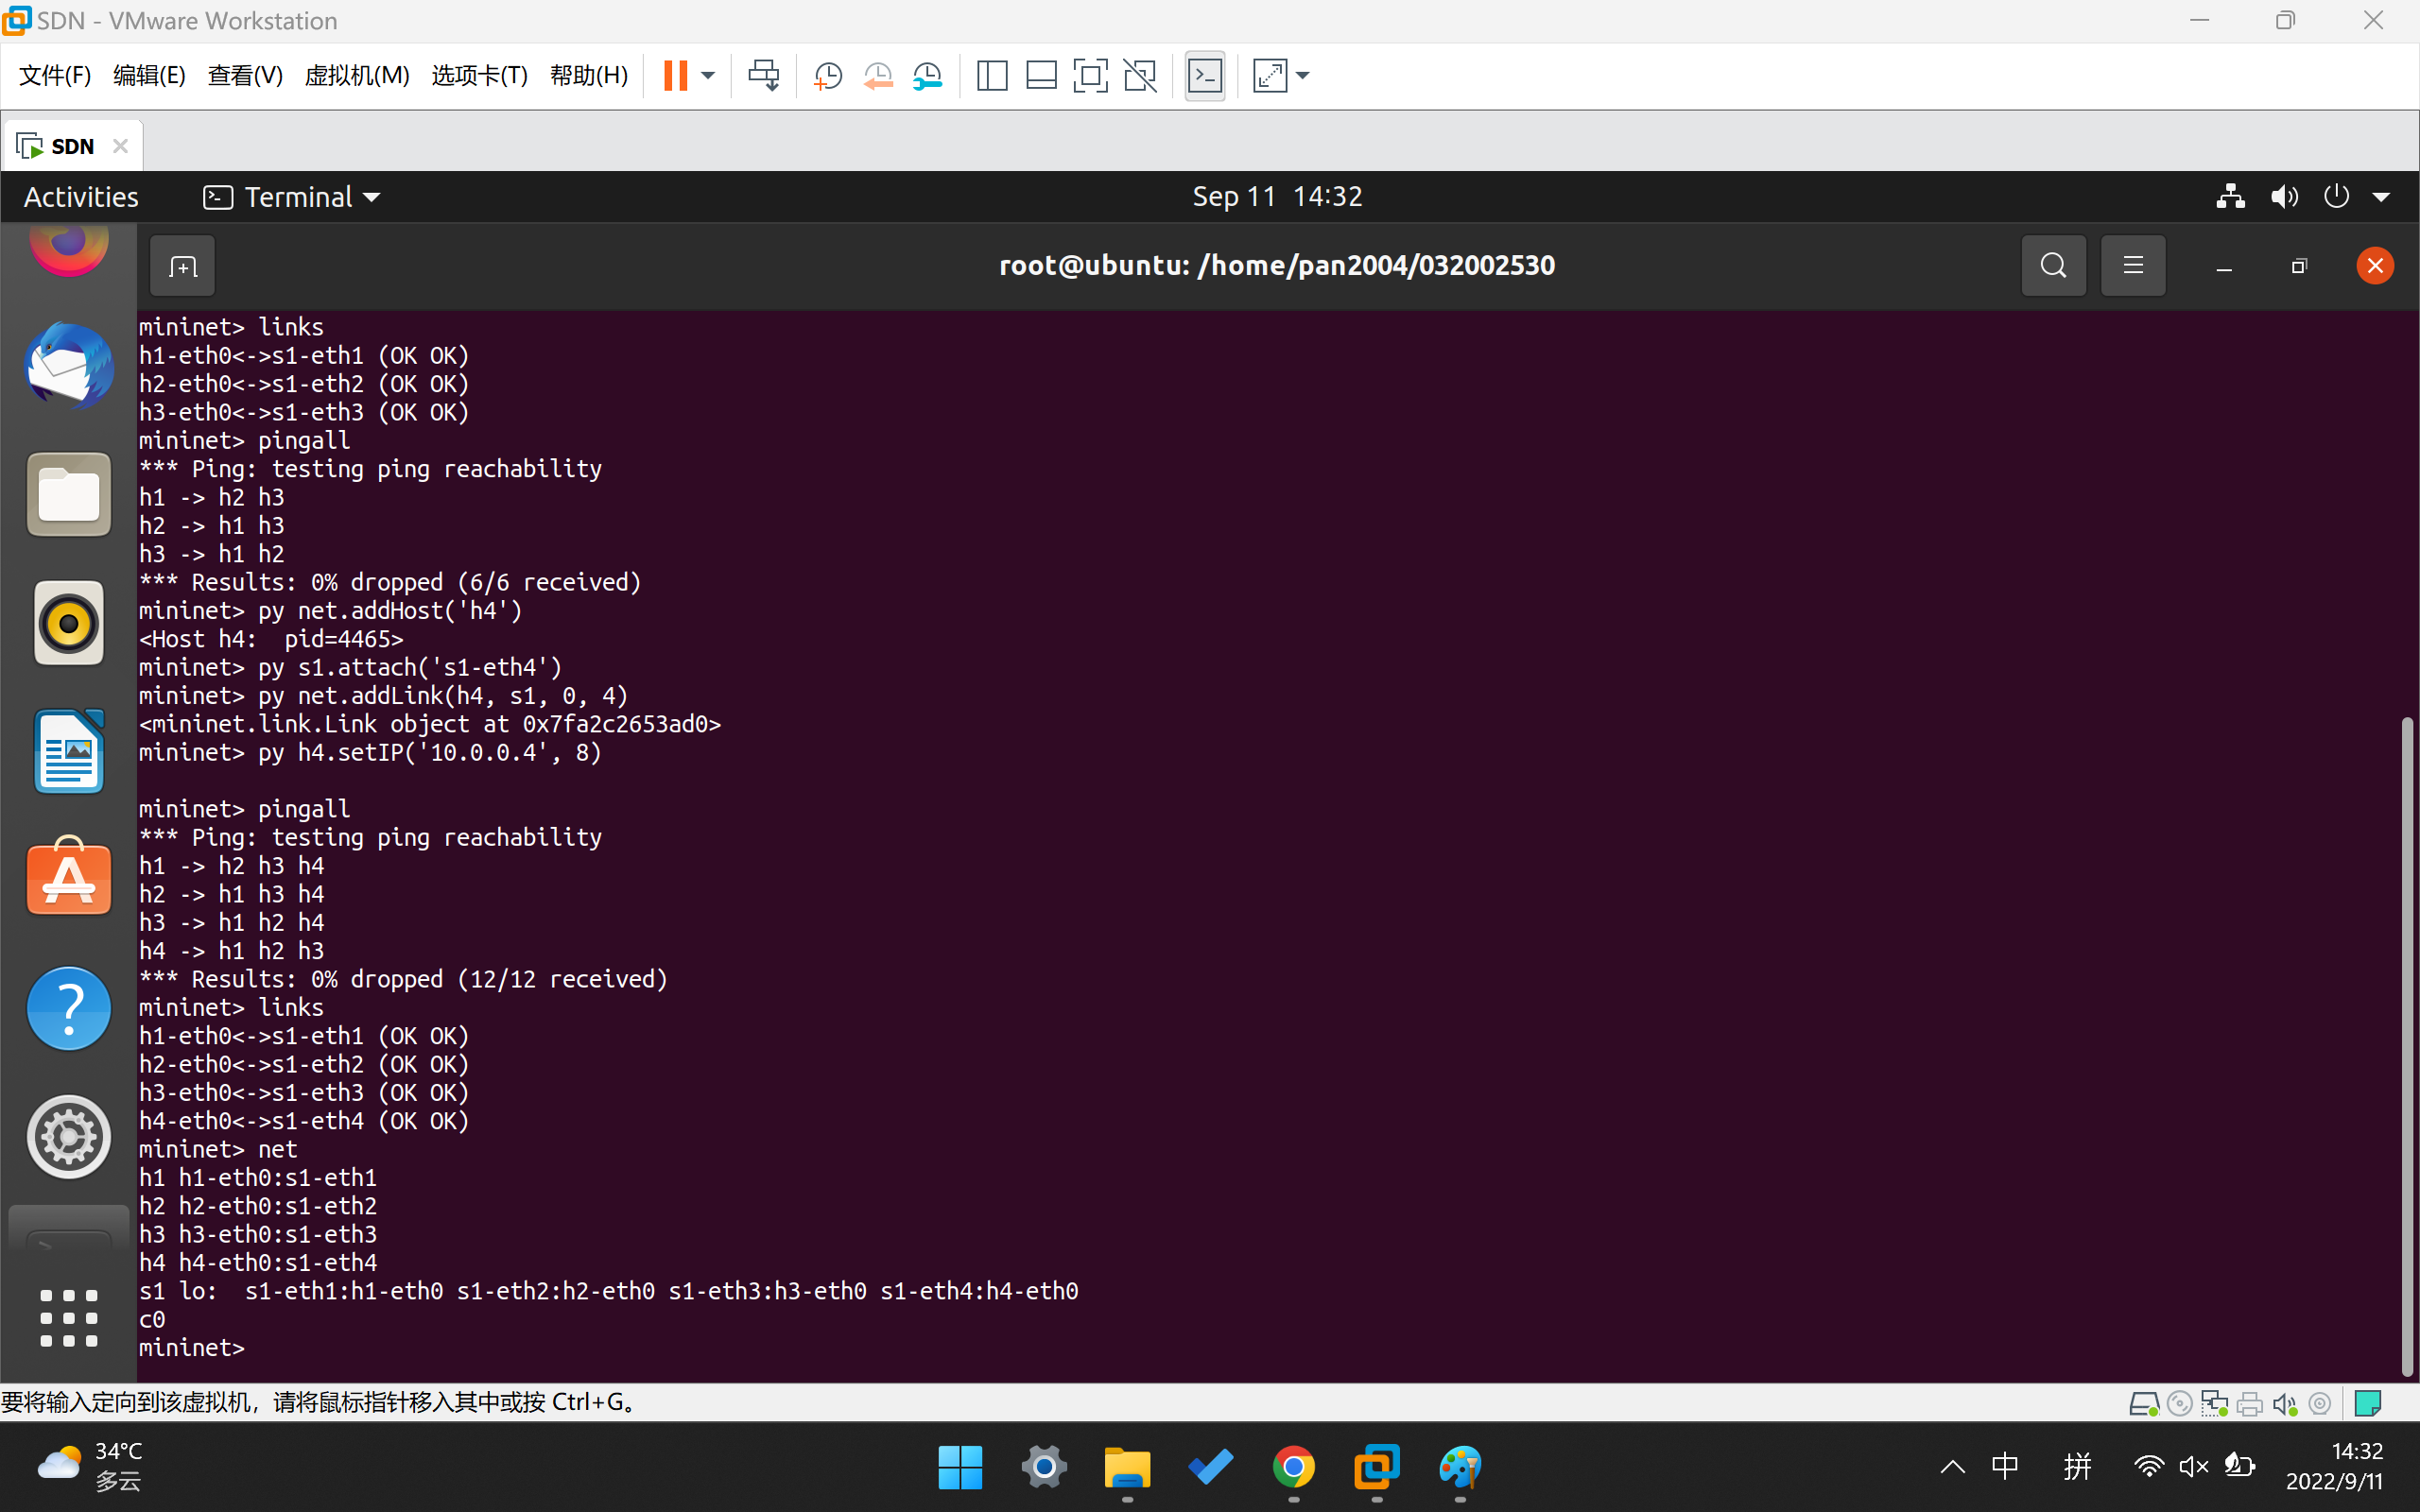 SDN - VMware Workstation
文件(F) 编辑(E) 查看(V) 虚拟机(M) 选项卡(T) 帮助(H)
SDN
Activities Terminal Sep 11 14:32
root@ubuntu: /home/pan2004/032002530
mininet> links
h1-eth0<->s1-eth1 (OK OK)
h2-eth0<->s1-eth2 (OK OK)
h3-eth0<->s1-eth3 (OK OK)
mininet> pingall
*** Ping: testing ping reachability
h1 -> h2 h3
h2 -> h1 h3
h3 -> h1 h2
*** Results: 0% dropped (6/6 received)
mininet> py net.addHost('h4')
<Host h4:  pid=4465>
mininet> py s1.attach('s1-eth4')
mininet> py net.addLink(h4, s1, 0, 4)
<mininet.link.Link object at 0x7fa2c2653ad0>
mininet> py h4.setIP('10.0.0.4', 8)
mininet> pingall
*** Ping: testing ping reachability
h1 -> h2 h3 h4
h2 -> h1 h3 h4
h3 -> h1 h2 h4
h4 -> h1 h2 h3
*** Results: 0% dropped (12/12 received)
mininet> links
h1-eth0<->s1-eth1 (OK OK)
h2-eth0<->s1-eth2 (OK OK)
h3-eth0<->s1-eth3 (OK OK)
h4-eth0<->s1-eth4 (OK OK)
mininet> net
h1 h1-eth0:s1-eth1
h2 h2-eth0:s1-eth2
h3 h3-eth0:s1-eth3
h4 h4-eth0:s1-eth4
s1 lo:  s1-eth1:h1-eth0 s1-eth2:h2-eth0 s1-eth3:h3-eth0 s1-eth4:h4-eth0
c0
mininet>
要将输入定向到该虚拟机，请将鼠标指针移入其中或按 Ctrl+G。
34°C
多云
中 拼
14:32
2022/9/11